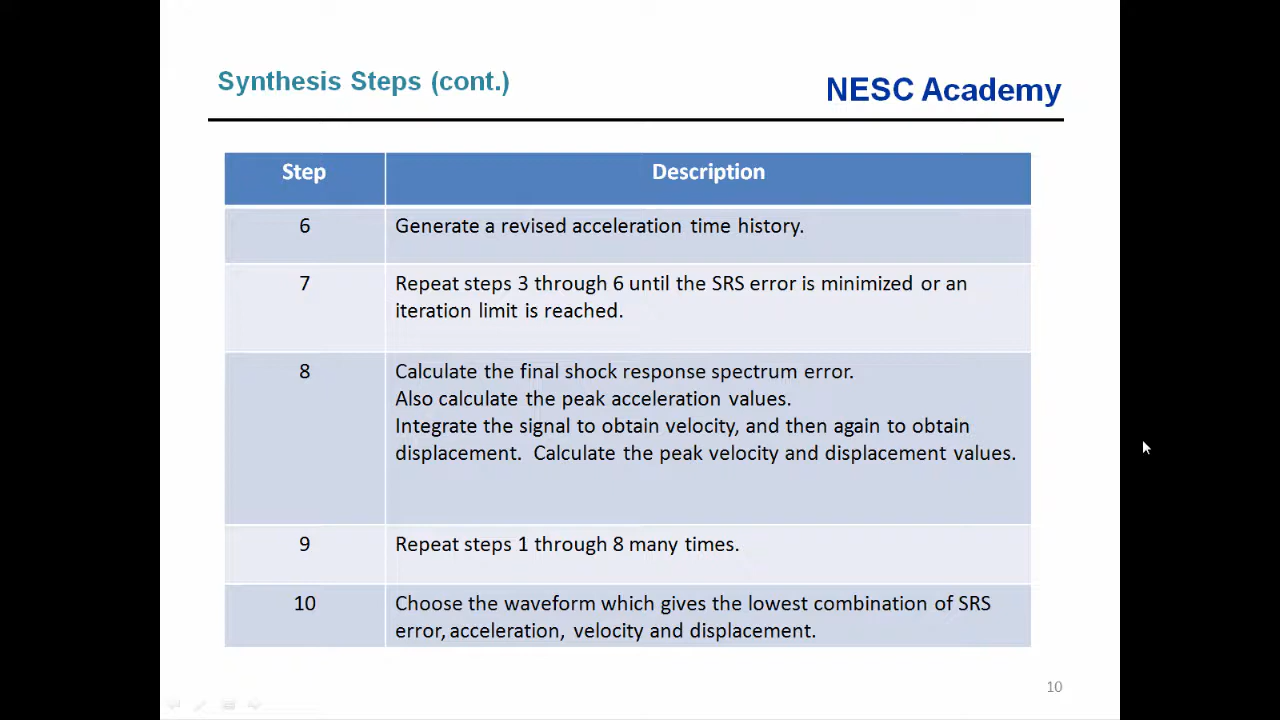 Synthesis Steps (cont.)
NESC Academy
Step Description
6 Generate a revised acceleration time history.
7 Repeat steps 3 through 6 until the SRS error is minimized or an
iteration limit is reached.
8 Calculate the final shock response spectrum error.
Also calculate the peak acceleration values.
Integrate the signal to obtain velocity, and then again to obtain
displacement.  Calculate the peak velocity and displacement values.
9 Repeat steps 1 through 8 many times.
10 Choose the waveform which gives the lowest combination of SRS
error, acceleration, velocity and displacement.
10